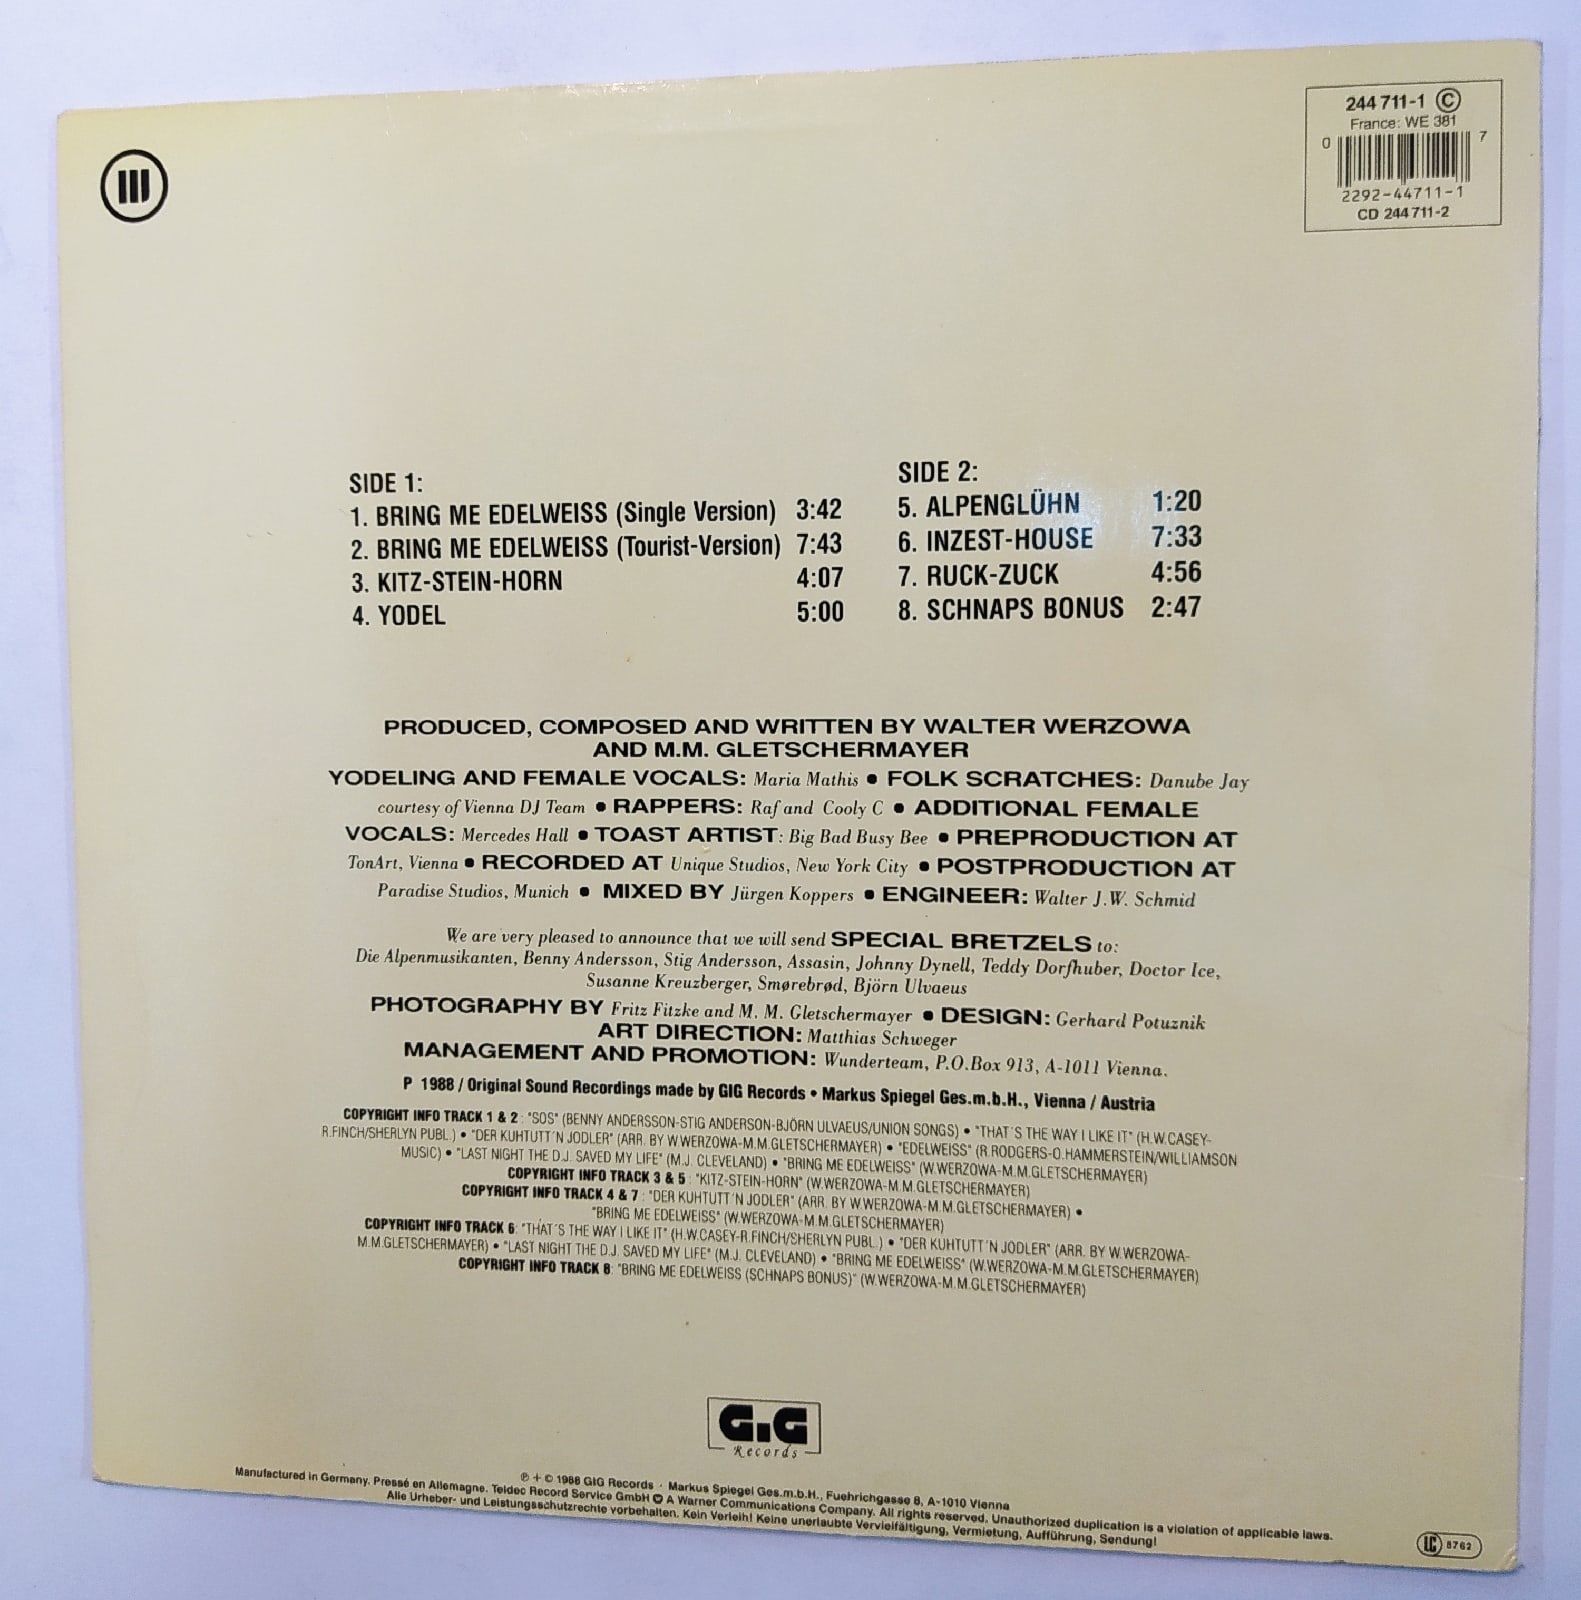 244 711-1 ©
France: WE 381
0 7
2292-44711-1
CD 244 711-2
SIDE 1:
1. BRING ME EDELWEISS (Single Version) 3:42
2. BRING ME EDELWEISS (Tourist-Version) 7:43
3. KITZ-STEIN-HORN 4:07
4. YODEL 5:00
SIDE 2:
5. ALPENGLÜHN 1:20
6. INZEST-HOUSE 7:33
7. RUCK-ZUCK 4:56
8. SCHNAPS BONUS 2:47
PRODUCED, COMPOSED AND WRITTEN BY WALTER WERZOWA
AND M.M. GLETSCHERMAYER
YODELING AND FEMALE VOCALS: Maria Mathis ● FOLK SCRATCHES: Danube Jay
courtesy of Vienna DJ Team ● RAPPERS: Raf and Cooly C ● ADDITIONAL FEMALE
VOCALS: Mercedes Hall ● TOAST ARTIST: Big Bad Busy Bee ● PREPRODUCTION AT
TonArt, Vienna ● RECORDED AT Unique Studios, New York City ● POSTPRODUCTION AT
Paradise Studios, Munich ● MIXED BY Jürgen Koppers ● ENGINEER: Walter J.W. Schmid
We are very pleased to announce that we will send SPECIAL BRETZELS to:
Die Alpenmusikanten, Benny Andersson, Stig Andersson, Assasin, Johnny Dynell, Teddy Dorfhuber, Doctor Ice,
Susanne Kreuzberger, Smørebrød, Björn Ulvaeus
PHOTOGRAPHY BY Fritz Fitzke and M. M. Gletschermayer ● DESIGN: Gerhard Potuznik
ART DIRECTION: Matthias Schweger
MANAGEMENT AND PROMOTION: Wunderteam, P.O.Box 913, A-1011 Vienna.
P 1988 / Original Sound Recordings made by GIG Records • Markus Spiegel Ges.m.b.H., Vienna / Austria
COPYRIGHT INFO TRACK 1 & 2: "SOS" (BENNY ANDERSSON-STIG ANDERSON-BJÖRN ULVAEUS/UNION SONGS) • "THAT´S THE WAY I LIKE IT" (H.W.CASEY-
R.FINCH/SHERLYN PUBL.) • "DER KUHTUTT´N JODLER" (ARR. BY W.WERZOWA-M.M.GLETSCHERMAYER) • "EDELWEISS" (R.RODGERS-O.HAMMERSTEIN/WILLIAMSON
MUSIC) • "LAST NIGHT THE D.J. SAVED MY LIFE" (M.J. CLEVELAND) • "BRING ME EDELWEISS" (W.WERZOWA-M.M.GLETSCHERMAYER)
COPYRIGHT INFO TRACK 3 & 5: "KITZ-STEIN-HORN" (W.WERZOWA-M.M.GLETSCHERMAYER)
COPYRIGHT INFO TRACK 4 & 7: "DER KUHTUTT´N JODLER" (ARR. BY W.WERZOWA-M.M.GLETSCHERMAYER) •
"BRING ME EDELWEISS" (W.WERZOWA-M.M.GLETSCHERMAYER)
COPYRIGHT INFO TRACK 6: "THAT´S THE WAY I LIKE IT" (H.W.CASEY-R.FINCH/SHERLYN PUBL.) • "DER KUHTUTT´N JODLER" (ARR. BY W.WERZOWA-
M.M.GLETSCHERMAYER) • "LAST NIGHT THE D.J. SAVED MY LIFE" (M.J. CLEVELAND) • "BRING ME EDELWEISS" (W.WERZOWA-M.M.GLETSCHERMAYER)
COPYRIGHT INFO TRACK 8: "BRING ME EDELWEISS (SCHNAPS BONUS)" (W.WERZOWA-M.M.GLETSCHERMAYER)
GiG
Records
℗ + © 1988 GIG Records · Markus Spiegel Ges.m.b.H., Fuehrichgasse 8, A-1010 Vienna
Manufactured in Germany. Pressé en Allemagne. Teldec Record Service GmbH A Warner Communications Company. All rights reserved. Unauthorized duplication is a violation of applicable laws.
Alle Urheber- und Leistungsschutzrechte vorbehalten. Kein Verleih! Keine unerlaubte Vervielfältigung, Vermietung, Aufführung, Sendung!
LC 8762